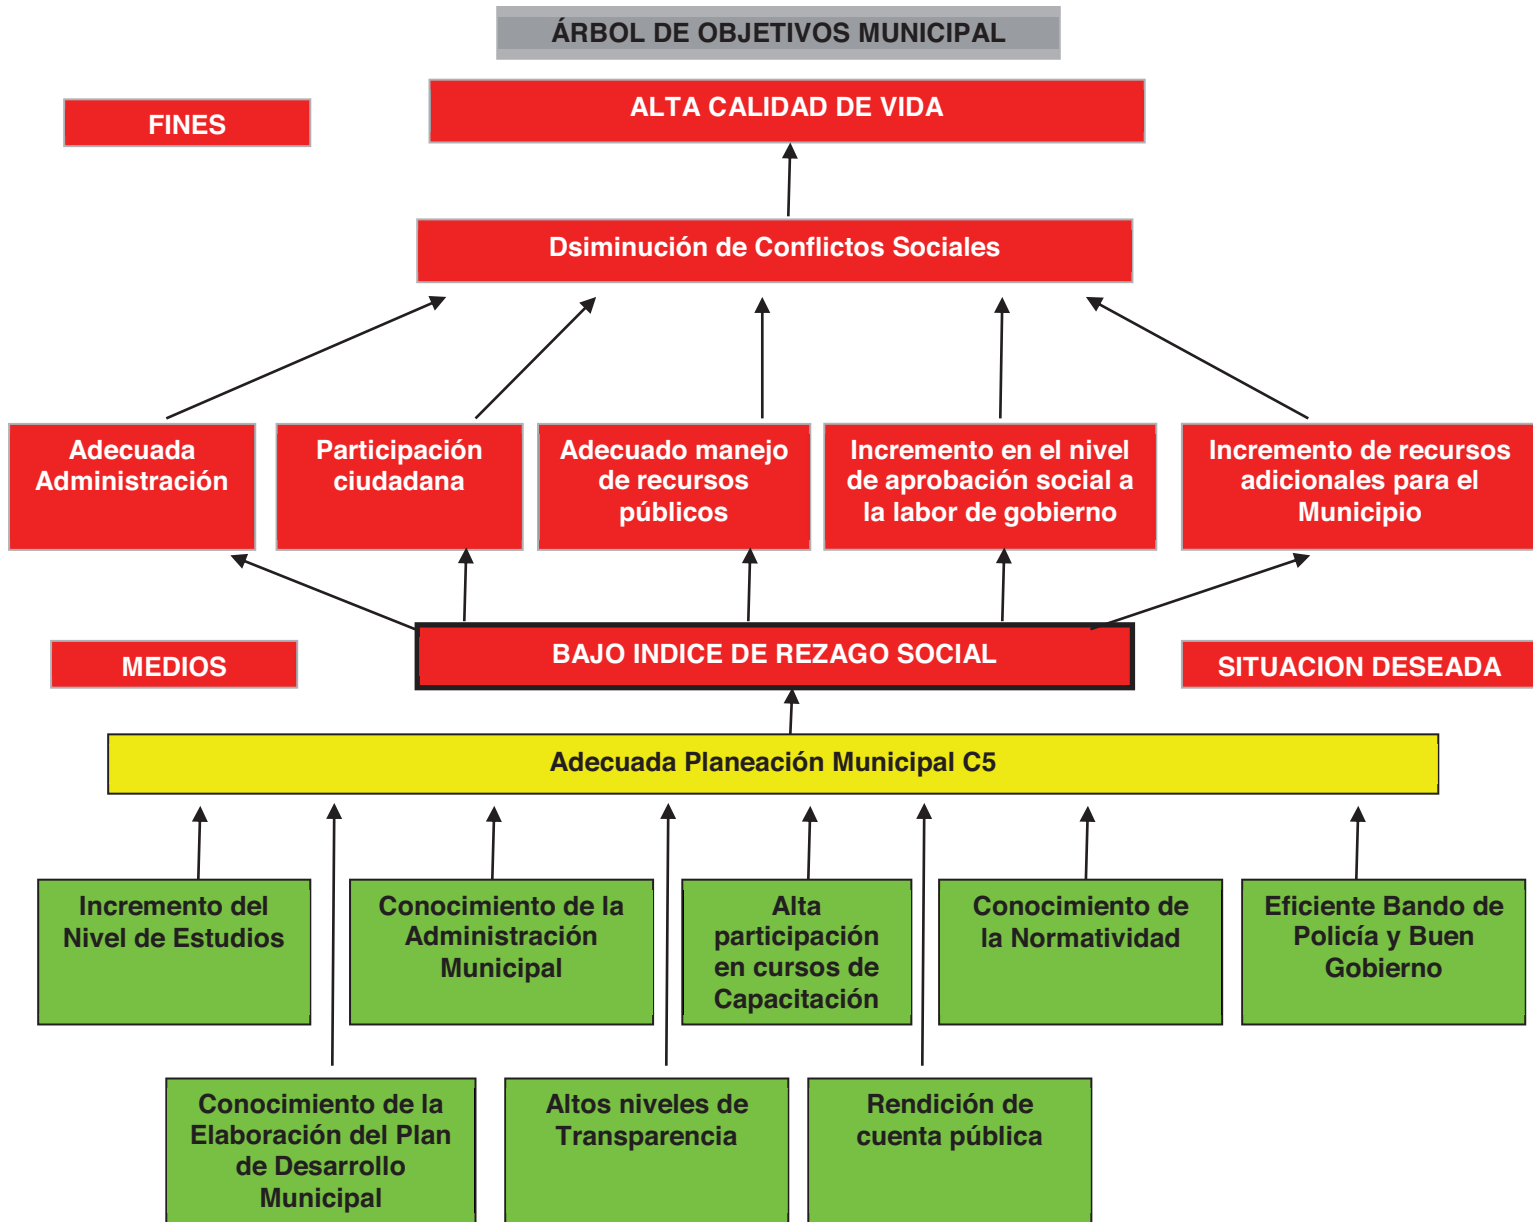 ÁRBOL DE OBJETIVOS MUNICIPAL
FINES
ALTA CALIDAD DE VIDA
Dsiminución de Conflictos Sociales
Adecuada
Administración
Participación
ciudadana
Adecuado manejo
de recursos
públicos
Incremento en el nivel
de aprobación social a
la labor de gobierno
Incremento de recursos
adicionales para el
Municipio
MEDIOS
BAJO INDICE DE REZAGO SOCIAL
SITUACION DESEADA
Adecuada Planeación Municipal C5
Incremento del
Nivel de Estudios
Conocimiento de la
Administración
Municipal
Alta
participación
en cursos de
Capacitación
Conocimiento de
la Normatividad
Eficiente Bando de
Policía y Buen
Gobierno
Conocimiento de la
Elaboración del Plan
de Desarrollo
Municipal
Altos niveles de
Transparencia
Rendición de
cuenta pública